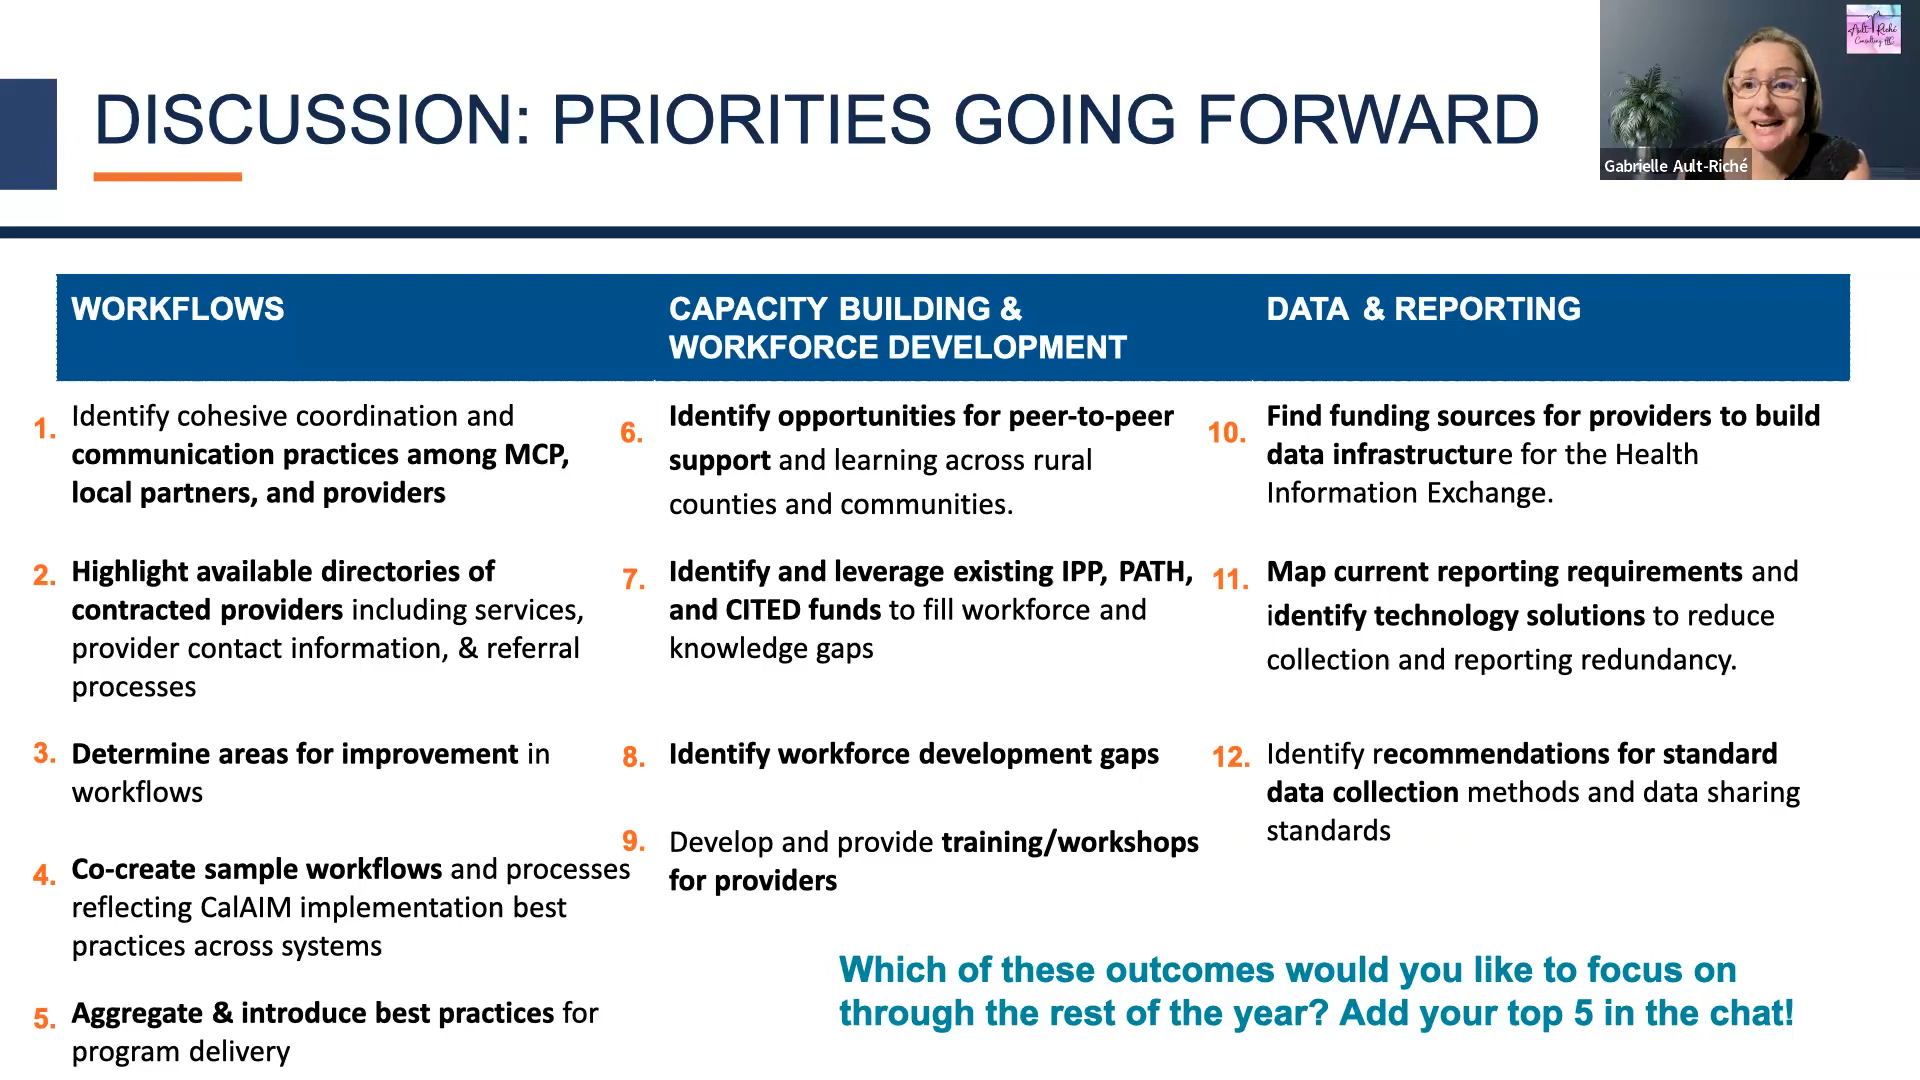 DISCUSSION: PRIORITIES GOING FORWARD
Ault-Riché
Consulting LLC
Gabrielle Ault-Riché
WORKFLOWS
1. Identify cohesive coordination and
communication practices among MCP,
local partners, and providers
2. Highlight available directories of
contracted providers including services,
provider contact information, & referral
processes
3. Determine areas for improvement in
workflows
4. Co-create sample workflows and processes
reflecting CalAIM implementation best
practices across systems
5. Aggregate & introduce best practices for
program delivery
CAPACITY BUILDING &
WORKFORCE DEVELOPMENT
6. Identify opportunities for peer-to-peer
support and learning across rural
counties and communities.
7. Identify and leverage existing IPP, PATH,
and CITED funds to fill workforce and
knowledge gaps
8. Identify workforce development gaps
9. Develop and provide training/workshops
for providers
DATA & REPORTING
10. Find funding sources for providers to build
data infrastructure for the Health
Information Exchange.
11. Map current reporting requirements and
identify technology solutions to reduce
collection and reporting redundancy.
12. Identify recommendations for standard
data collection methods and data sharing
standards
Which of these outcomes would you like to focus on
through the rest of the year? Add your top 5 in the chat!